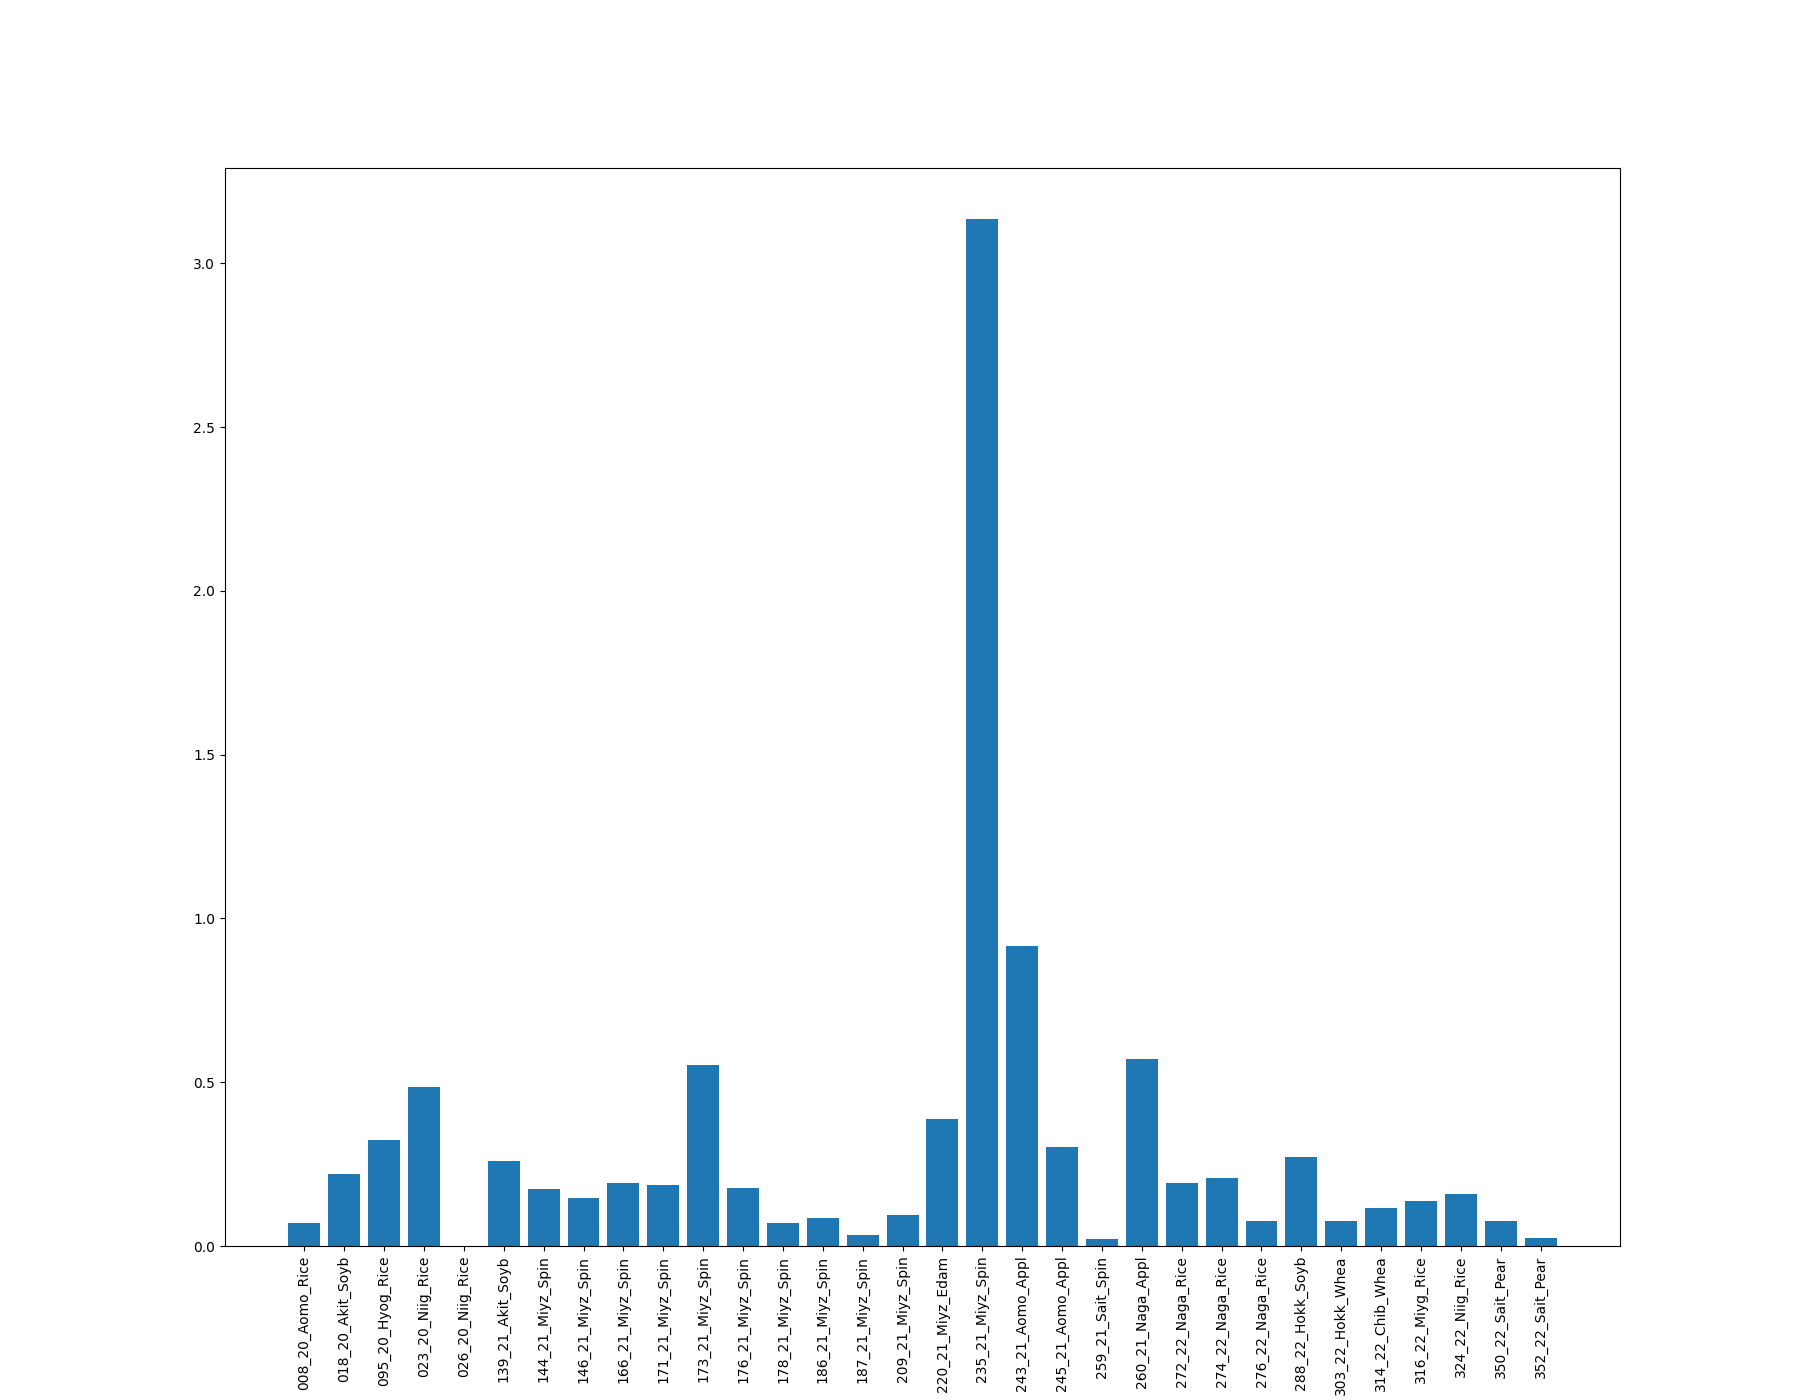 3.0
2.5
2.0
1.5
1.0
0.5
0.0
008_20_Aomo_Rice
018_20_Akit_Soyb
095_20_Hyog_Rice
023_20_Niig_Rice
026_20_Niig_Rice
139_21_Akit_Soyb
144_21_Miyz_Spin
146_21_Miyz_Spin
166_21_Miyz_Spin
171_21_Miyz_Spin
173_21_Miyz_Spin
176_21_Miyz_Spin
178_21_Miyz_Spin
186_21_Miyz_Spin
187_21_Miyz_Spin
209_21_Miyz_Spin
220_21_Miyz_Edam
235_21_Miyz_Spin
243_21_Aomo_Appl
245_21_Aomo_Appl
259_21_Sait_Spin
260_21_Naga_Appl
272_22_Naga_Rice
274_22_Naga_Rice
276_22_Naga_Rice
288_22_Hokk_Soyb
303_22_Hokk_Whea
314_22_Chib_Whea
316_22_Miyg_Rice
324_22_Niig_Rice
350_22_Sait_Pear
352_22_Sait_Pear